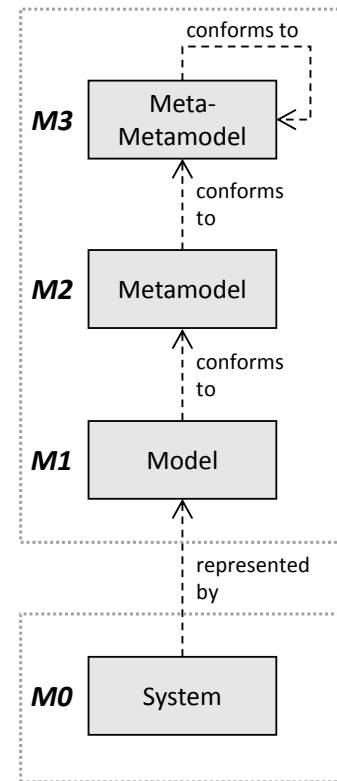 conforms to
M3
Meta-
Metamodel
conforms
to
M2
Metamodel
conforms
to
M1
Model
represented
by
M0
System